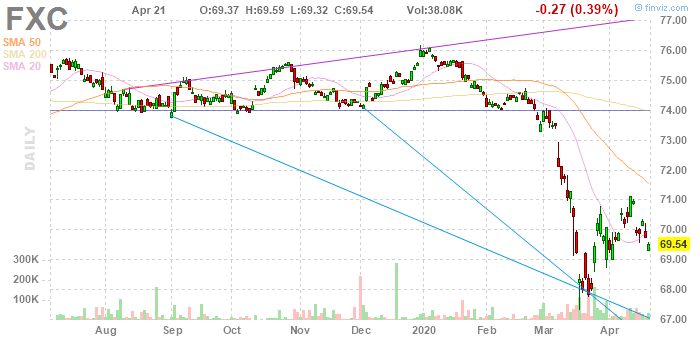 FXC Apr 21 O:69.37 H:69.59 L:69.32 C:69.54 Vol:38.08K -0.27 (0.39%) © finviz.com
SMA 50
SMA 200
SMA 20
DAILY
77.00
76.00
75.00
74.00
73.00
72.00
71.00
70.00
69.54
69.00
68.00
67.00
300K
200K
100K
Aug Sep Oct Nov Dec 2020 Feb Mar Apr